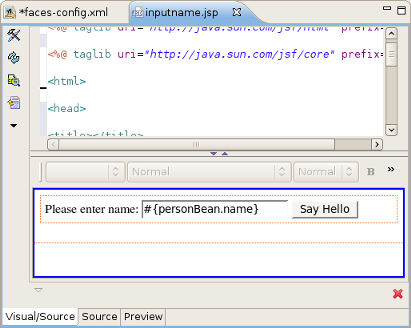 *faces-config.xml inputname.jsp
<%@ taglib uri="http://java.sun.com/jsf/html" prefix=
<%@ taglib uri="http://java.sun.com/jsf/core" prefix=
<html>
<head>
<title></title>
Normal Normal B »
Please enter name: #{personBean.name} Say Hello
Visual/Source Source Preview